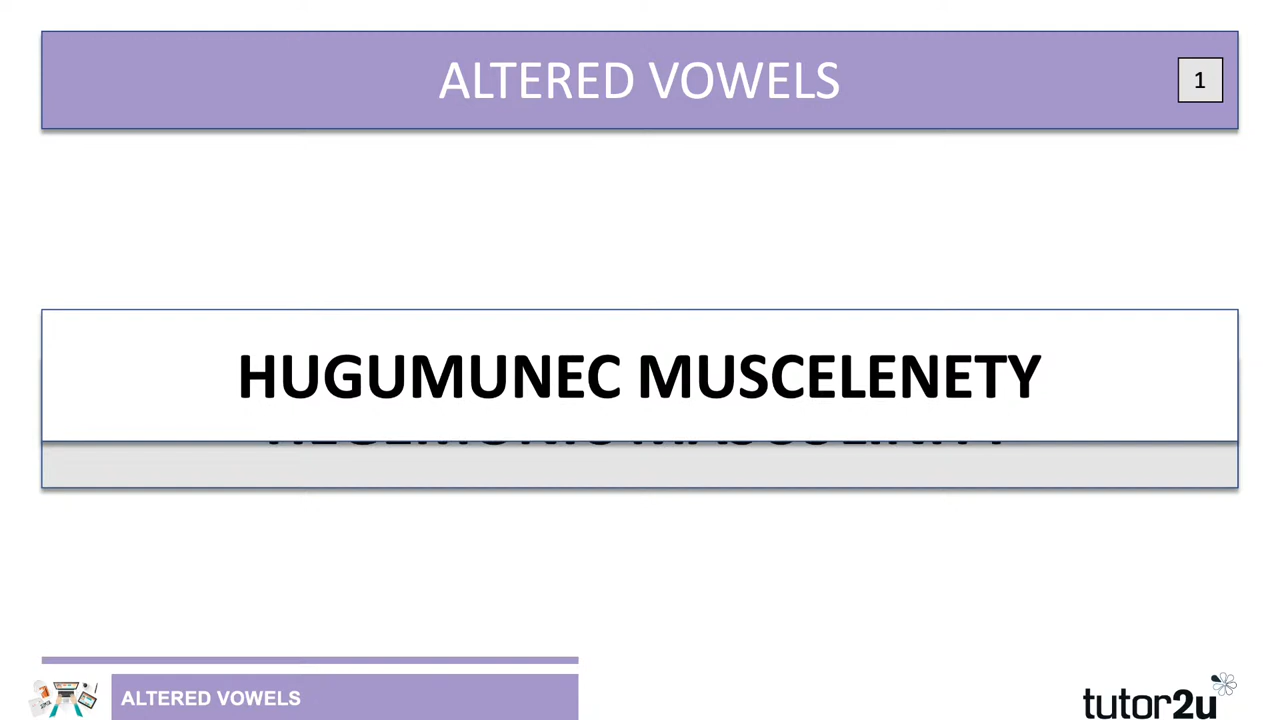 ALTERED VOWELS
1
HUGUMUNEC MUSCELENETY
ALTERED VOWELS
tutor2u